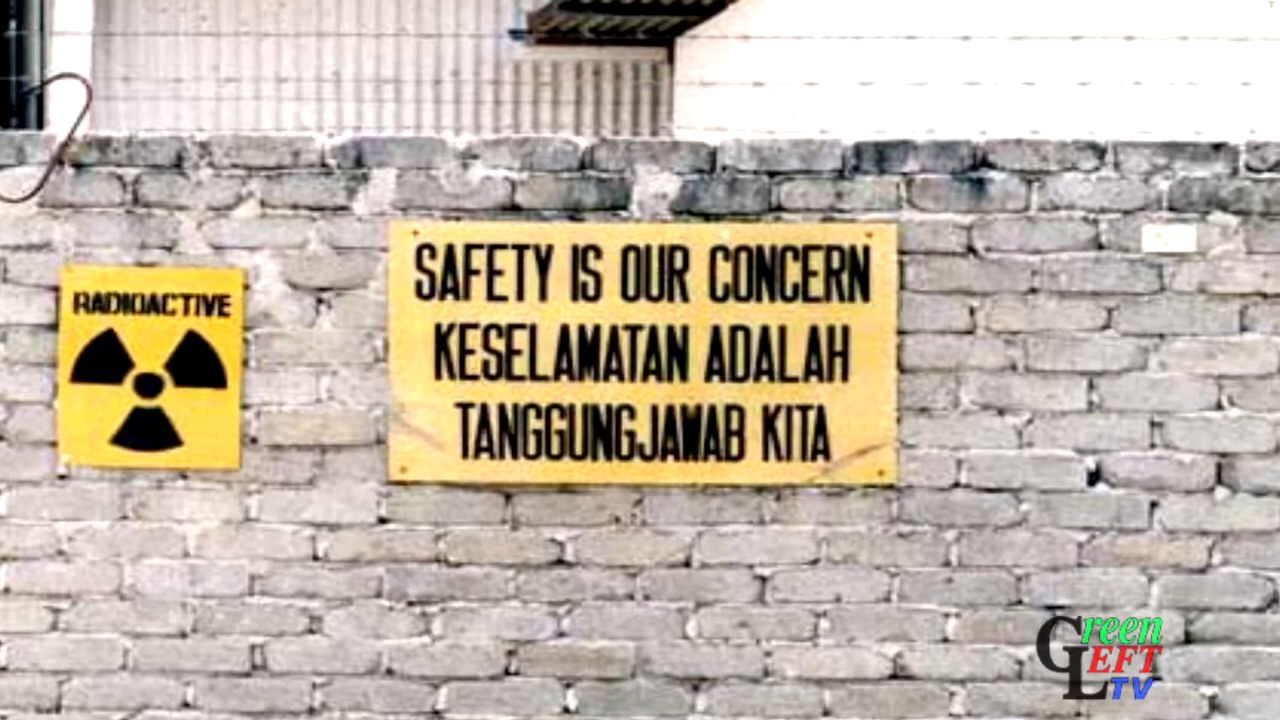 RADIOACTIVE
SAFETY IS OUR CONCERN
KESELAMATAN ADALAH
TANGGUNGJAWAB KITA
Green
LEFT
TV